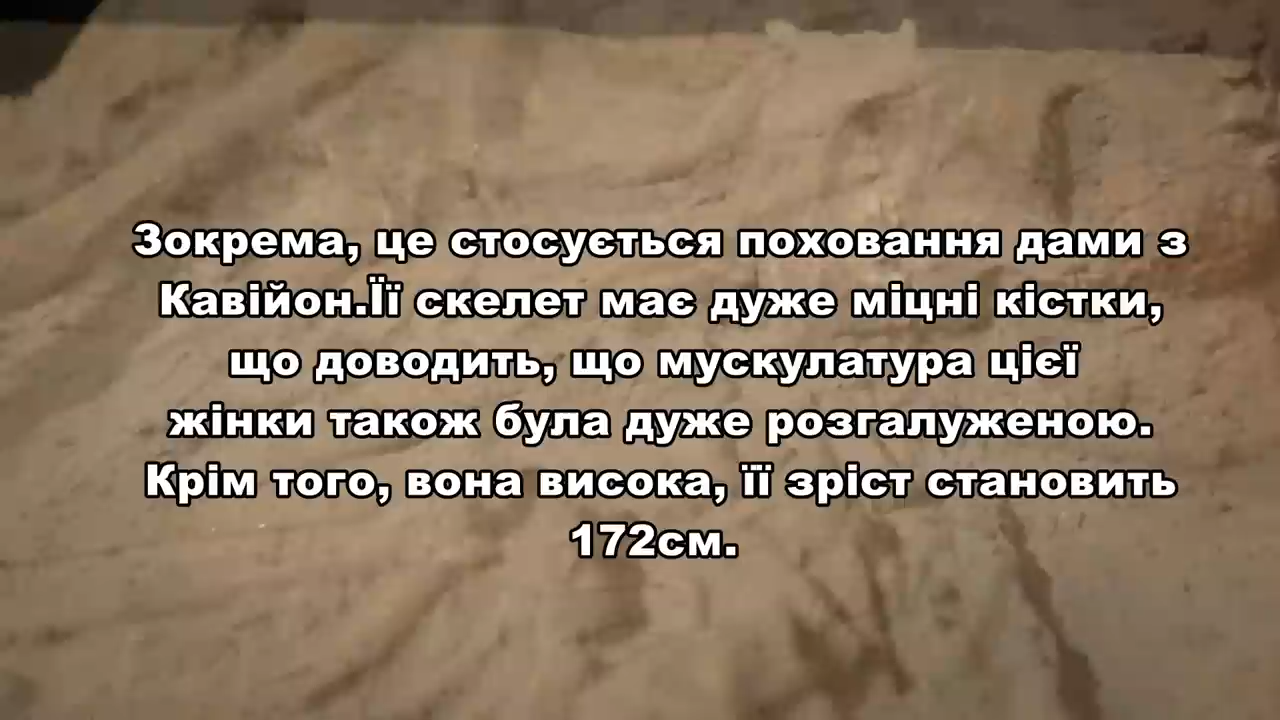 Зокрема, це стосується поховання дами з
Кавійон.Її скелет має дуже міцні кістки,
що доводить, що мускулатура цієї
жінки також була дуже розгалуженою.
Крім того, вона висока, її зріст становить
172см.